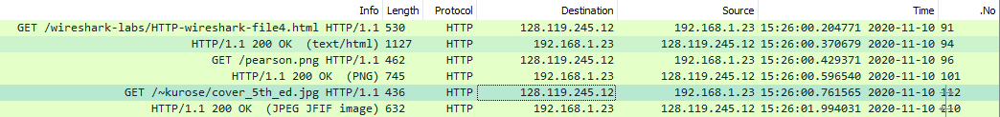 Info Length Protocol Destination Source Time .No
GET /wireshark-labs/HTTP-wireshark-file4.html HTTP/1.1 530 HTTP 128.119.245.12 192.168.1.23 15:26:00.204771 2020-11-10 91
HTTP/1.1 200 OK (text/html) 1127 HTTP 192.168.1.23 128.119.245.12 15:26:00.370679 2020-11-10 94
GET /pearson.png HTTP/1.1 462 HTTP 128.119.245.12 192.168.1.23 15:26:00.429371 2020-11-10 96
HTTP/1.1 200 OK (PNG) 745 HTTP 192.168.1.23 128.119.245.12 15:26:00.596540 2020-11-10 101
GET /~kurose/cover_5th_ed.jpg HTTP/1.1 436 HTTP 128.119.245.12 192.168.1.23 15:26:00.761565 2020-11-10 112
HTTP/1.1 200 OK (JPEG JFIF image) 632 HTTP 192.168.1.23 128.119.245.12 15:26:01.994031 2020-11-10 210